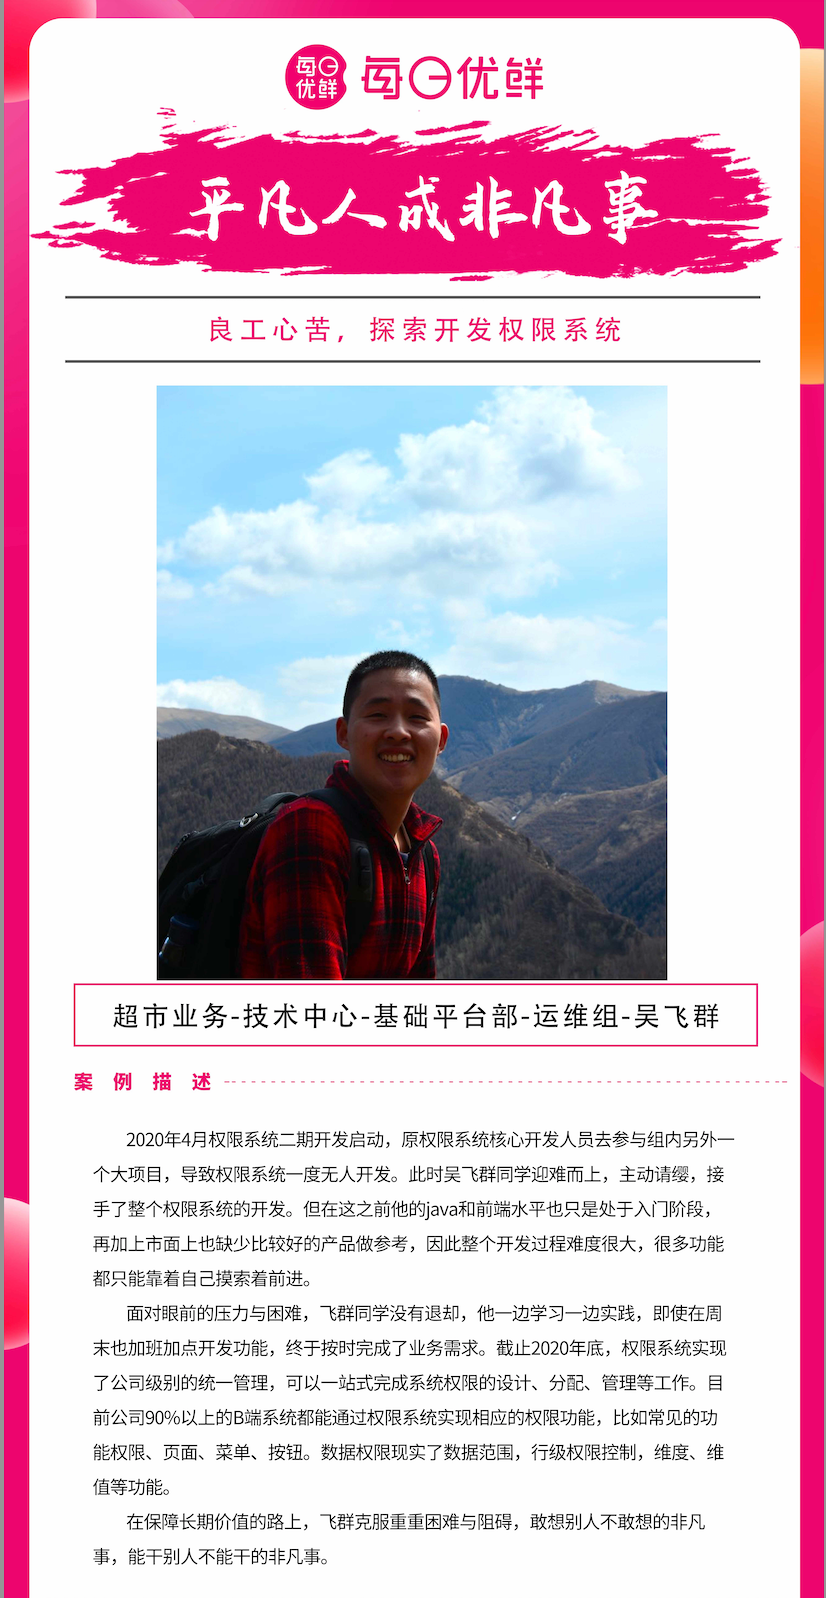 每日优鲜
每日优鲜
平凡人成非凡事
良工心苦，探索开发权限系统
超市业务-技术中心-基础平台部-运维组-吴飞群
案例描述
2020年4月权限系统二期开发启动，原权限系统核心开发人员去参与组内另外一
个大项目，导致权限系统一度无人开发。此时吴飞群同学迎难而上，主动请缨，接
手了整个权限系统的开发。但在这之前他的java和前端水平也只是处于入门阶段，
再加上市面上也缺少比较好的产品做参考，因此整个开发过程难度很大，很多功能
都只能靠着自己摸索着前进。
面对眼前的压力与困难，飞群同学没有退却，他一边学习一边实践，即使在周
末也加班加点开发功能，终于按时完成了业务需求。截止2020年底，权限系统实现
了公司级别的统一管理，可以一站式完成系统权限的设计、分配、管理等工作。目
前公司90%以上的B端系统都能通过权限系统实现相应的权限功能，比如常见的功
能权限、页面、菜单、按钮。数据权限现实了数据范围，行级权限控制，维度、维
值等功能。
在保障长期价值的路上，飞群克服重重困难与阻碍，敢想别人不敢想的非凡
事，能干别人不能干的非凡事。